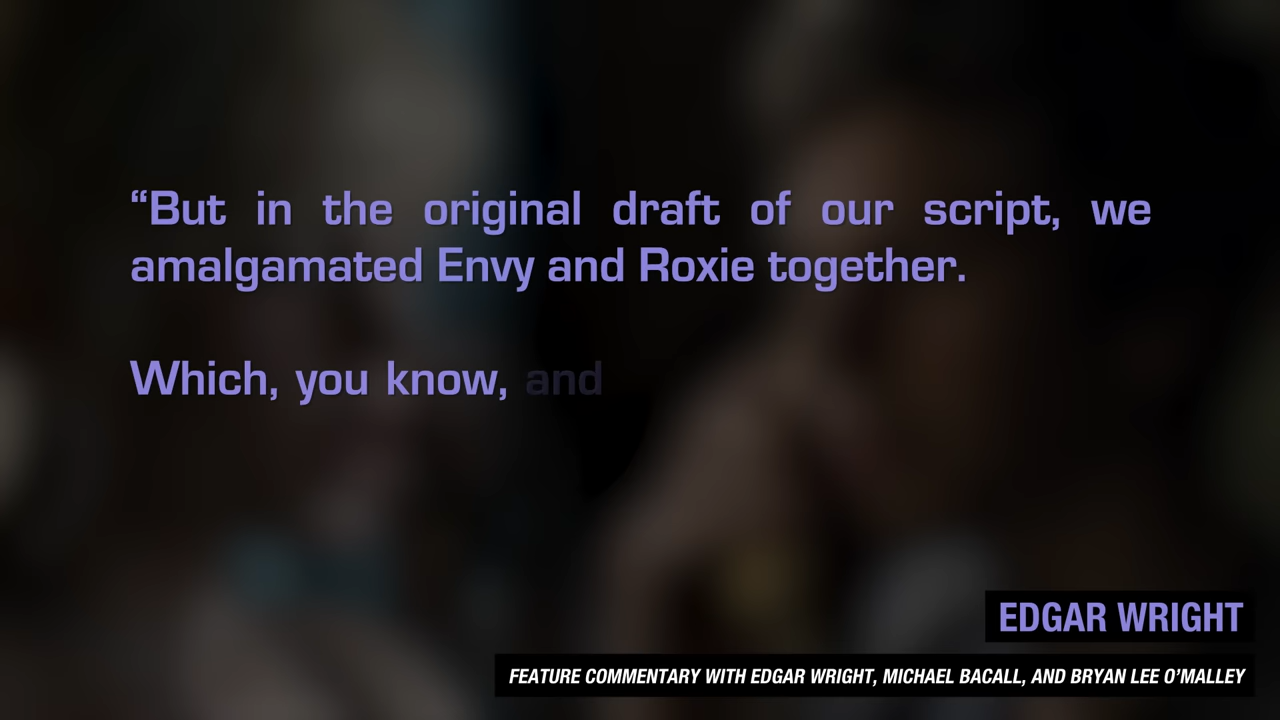 “But in the original draft of our script, we
amalgamated Envy and Roxie together.
Which, you know, and
EDGAR WRIGHT
FEATURE COMMENTARY WITH EDGAR WRIGHT, MICHAEL BACALL, AND BRYAN LEE O’MALLEY